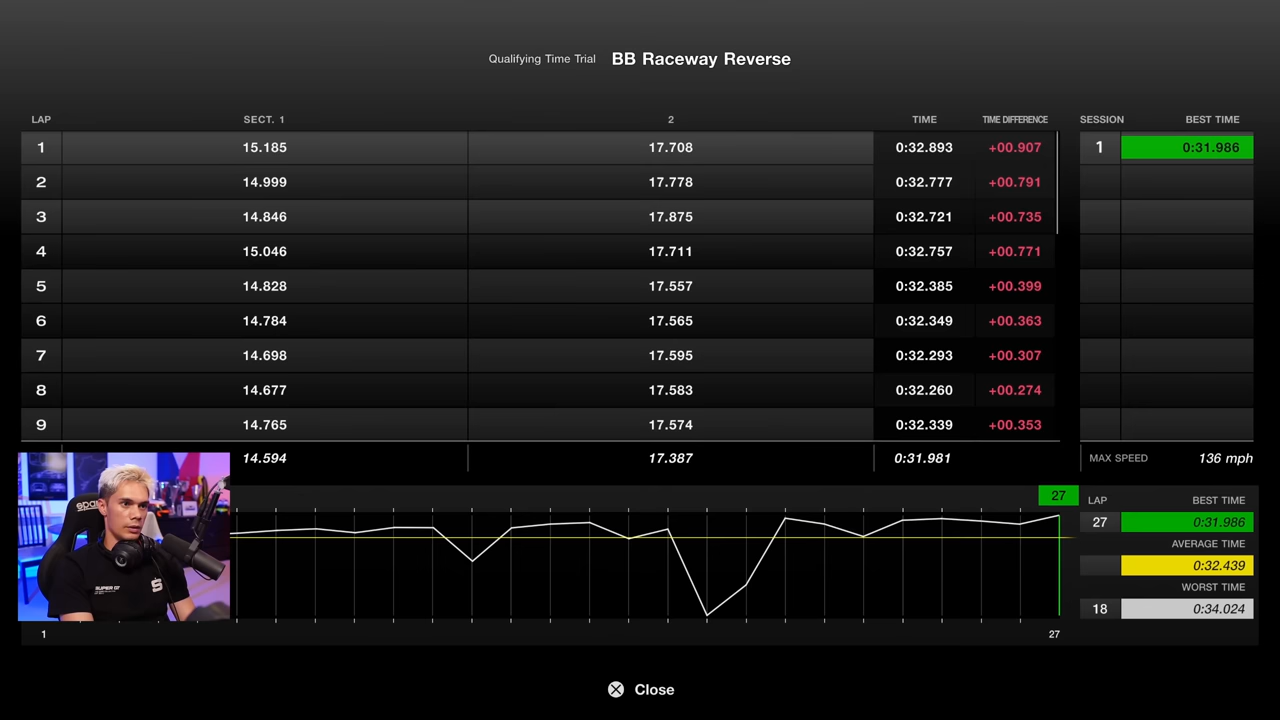 Qualifying Time Trial BB Raceway Reverse
LAP SECT. 1 2 TIME TIME DIFFERENCE SESSION BEST TIME
1 15.185 17.708 0:32.893 +00.907 1 0:31.986
2 14.999 17.778 0:32.777 +00.791
3 14.846 17.875 0:32.721 +00.735
4 15.046 17.711 0:32.757 +00.771
5 14.828 17.557 0:32.385 +00.399
6 14.784 17.565 0:32.349 +00.363
7 14.698 17.595 0:32.293 +00.307
8 14.677 17.583 0:32.260 +00.274
9 14.765 17.574 0:32.339 +00.353
14.594 17.387 0:31.981 MAX SPEED 136 mph
27 LAP BEST TIME
27 0:31.986
AVERAGE TIME
0:32.439
WORST TIME
18 0:34.024
SUPER GT
1 27
Close